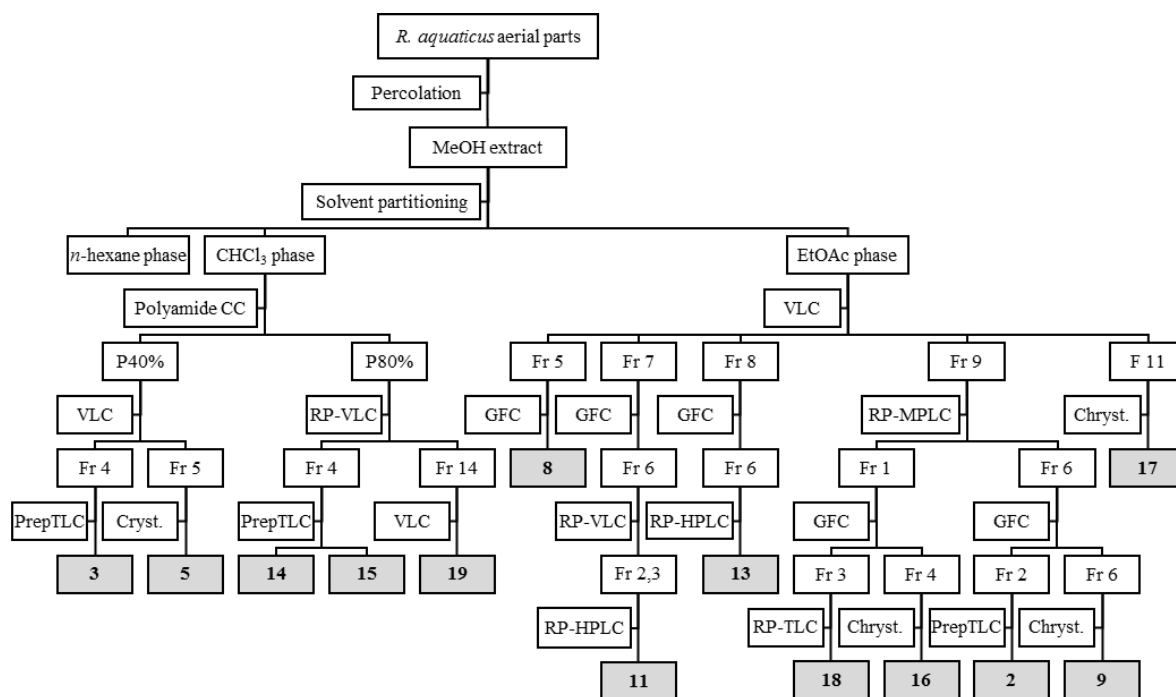 R. aquaticus aerial parts
Percolation
MeOH extract
Solvent partitioning
n-hexane phase
CHCl₃ phase
EtOAc phase
Polyamide CC
VLC
P40%
P80%
Fr 5
Fr 7
Fr 8
Fr 9
F 11
VLC
RP-VLC
GFC
GFC
GFC
RP-MPLC
Chryst.
Fr 4
Fr 5
Fr 4
Fr 14
8
Fr 6
Fr 6
Fr 1
Fr 6
17
PrepTLC
Cryst.
PrepTLC
VLC
RP-VLC
RP-HPLC
GFC
GFC
3
5
14
15
19
Fr 2,3
13
Fr 3
Fr 4
Fr 2
Fr 6
RP-HPLC
RP-TLC
Chryst.
PrepTLC
Chryst.
11
18
16
2
9